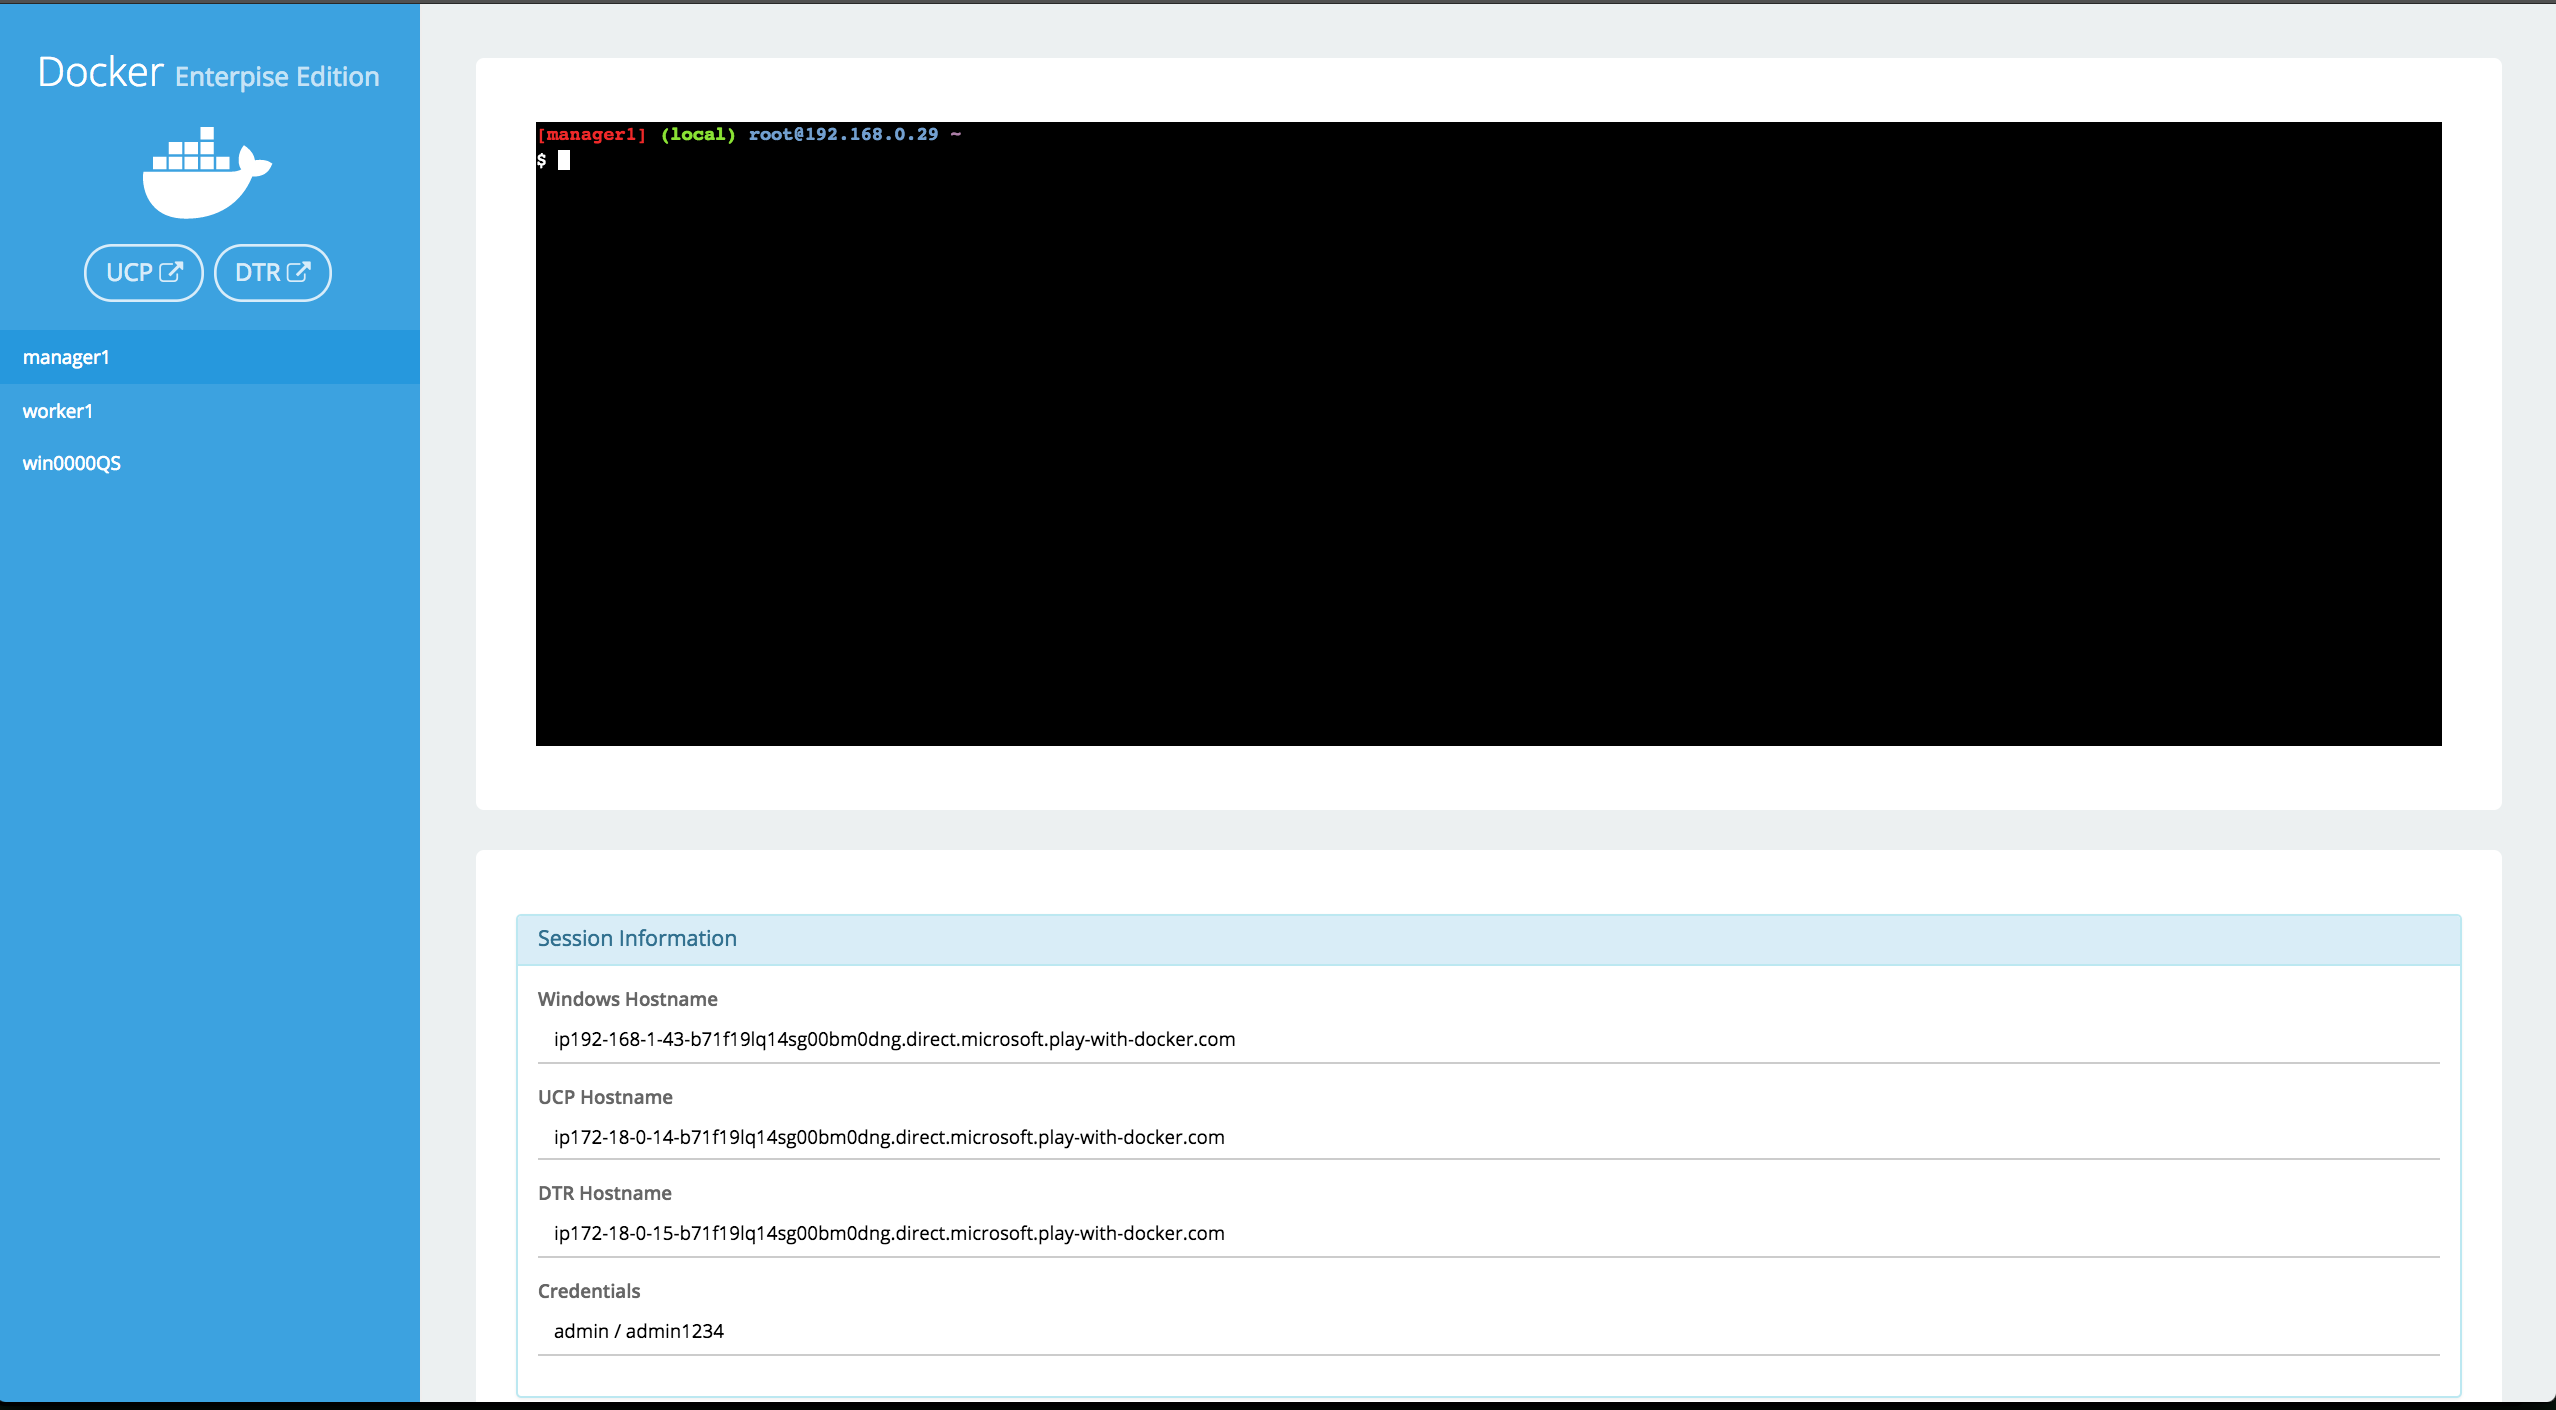 Docker Enterpise Edition
UCP DTR
manager1
worker1
win0000QS
[manager1] (local) root@192.168.0.29 ~
$
Session Information
Windows Hostname
ip192-168-1-43-b71f19lq14sg00bm0dng.direct.microsoft.play-with-docker.com
UCP Hostname
ip172-18-0-14-b71f19lq14sg00bm0dng.direct.microsoft.play-with-docker.com
DTR Hostname
ip172-18-0-15-b71f19lq14sg00bm0dng.direct.microsoft.play-with-docker.com
Credentials
admin / admin1234